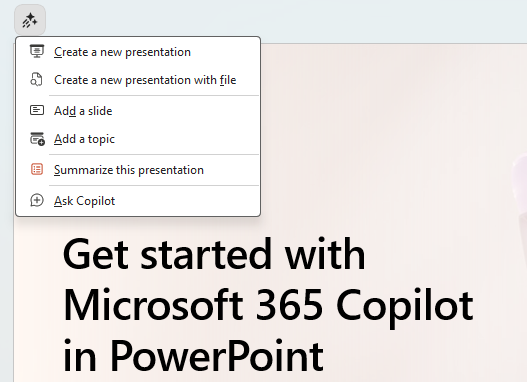 Create a new presentation
Create a new presentation with file
Add a slide
Add a topic
Summarize this presentation
Ask Copilot
Get started with
Microsoft 365 Copilot
in PowerPoint